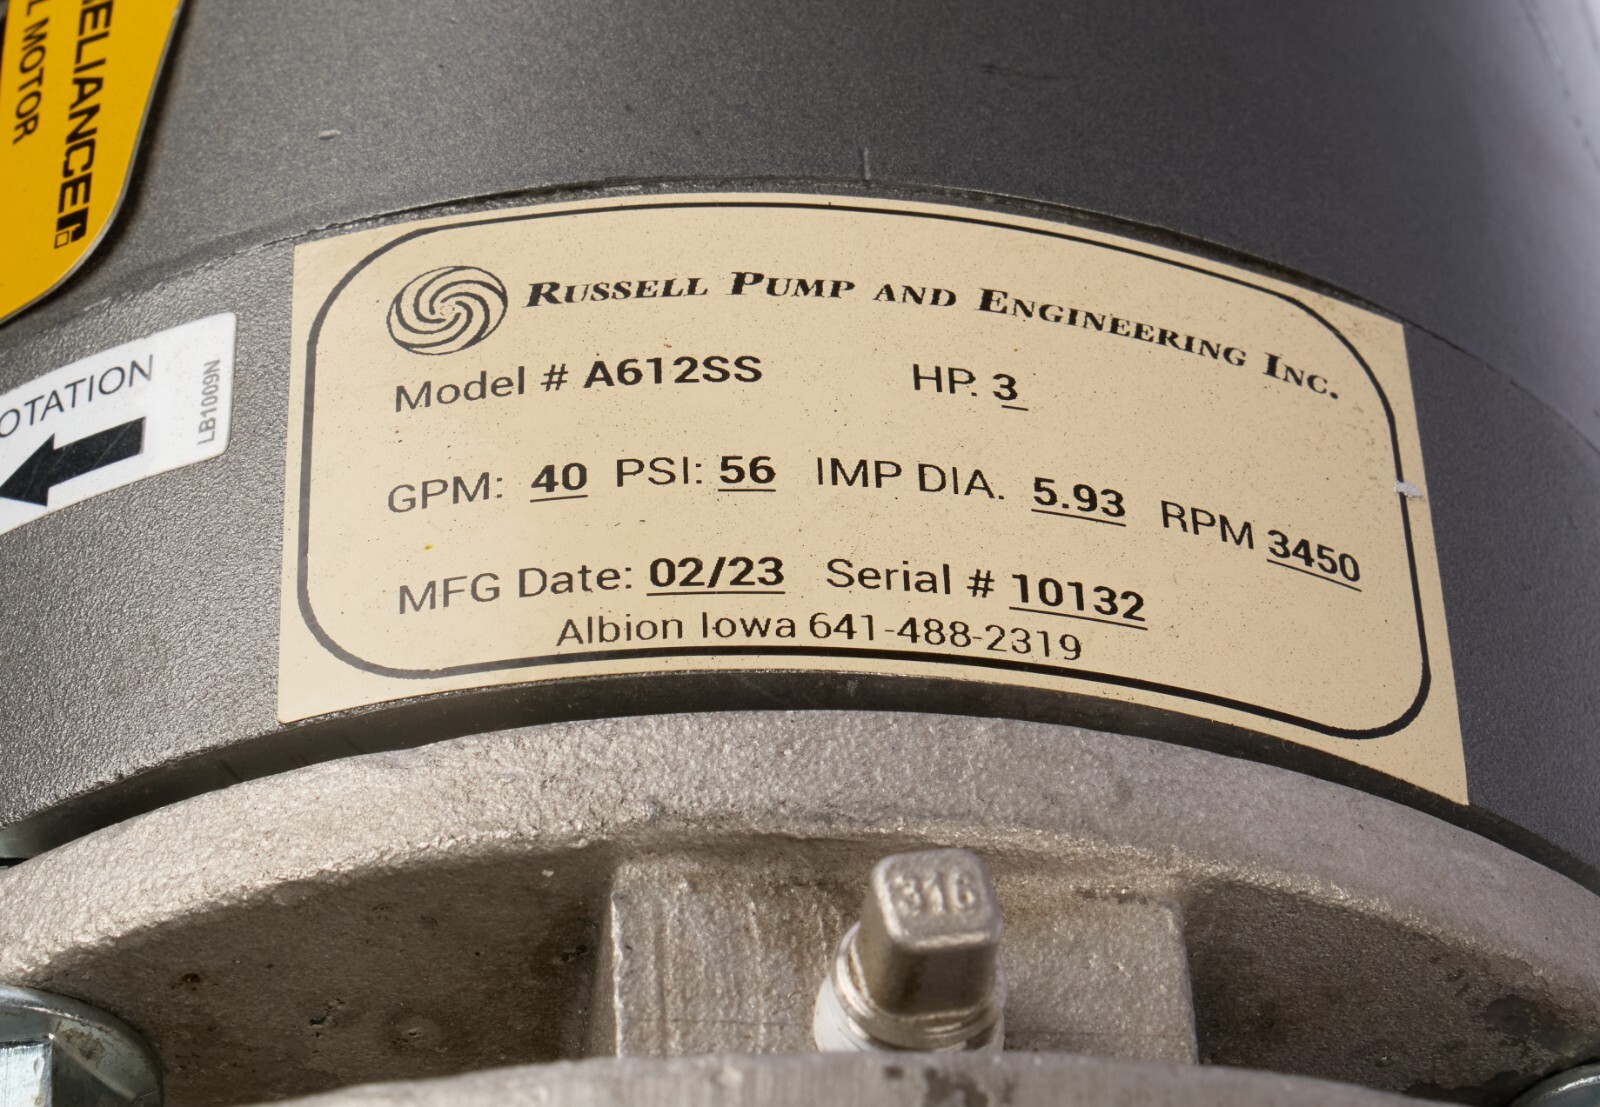 RELIANCER
L MOTOR
OTATION
LB1009N
RUSSELL PUMP AND ENGINEERING INC.
Model # A612SS HP. 3
GPM: 40 PSI: 56 IMP DIA. 5.93 RPM 3450
MFG Date: 02/23 Serial # 10132
Albion Iowa 641-488-2319
316